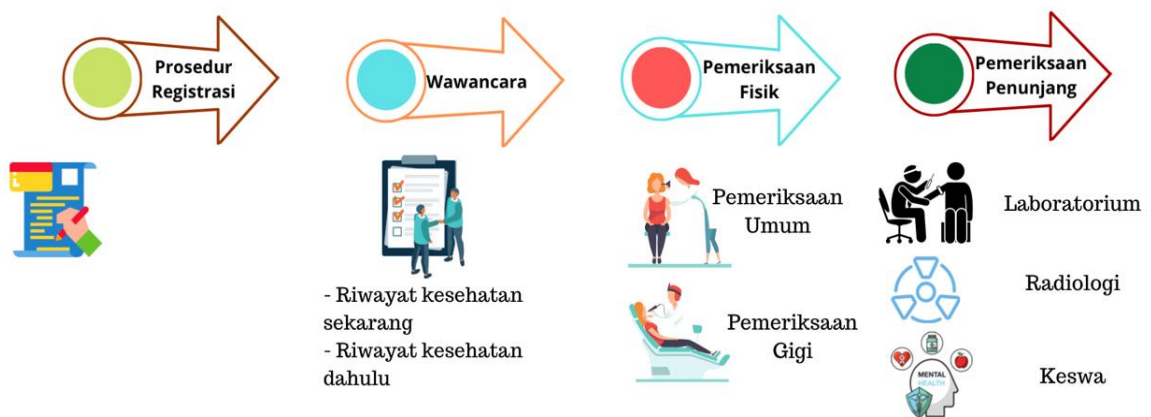 Prosedur
Registrasi
Wawancara
Pemeriksaan
Fisik
Pemeriksaan
Penunjang
- Riwayat kesehatan
sekarang
- Riwayat kesehatan
dahulu
Pemeriksaan
Umum
Pemeriksaan
Gigi
Laboratorium
Radiologi
MENTAL
HEALTH
Keswa